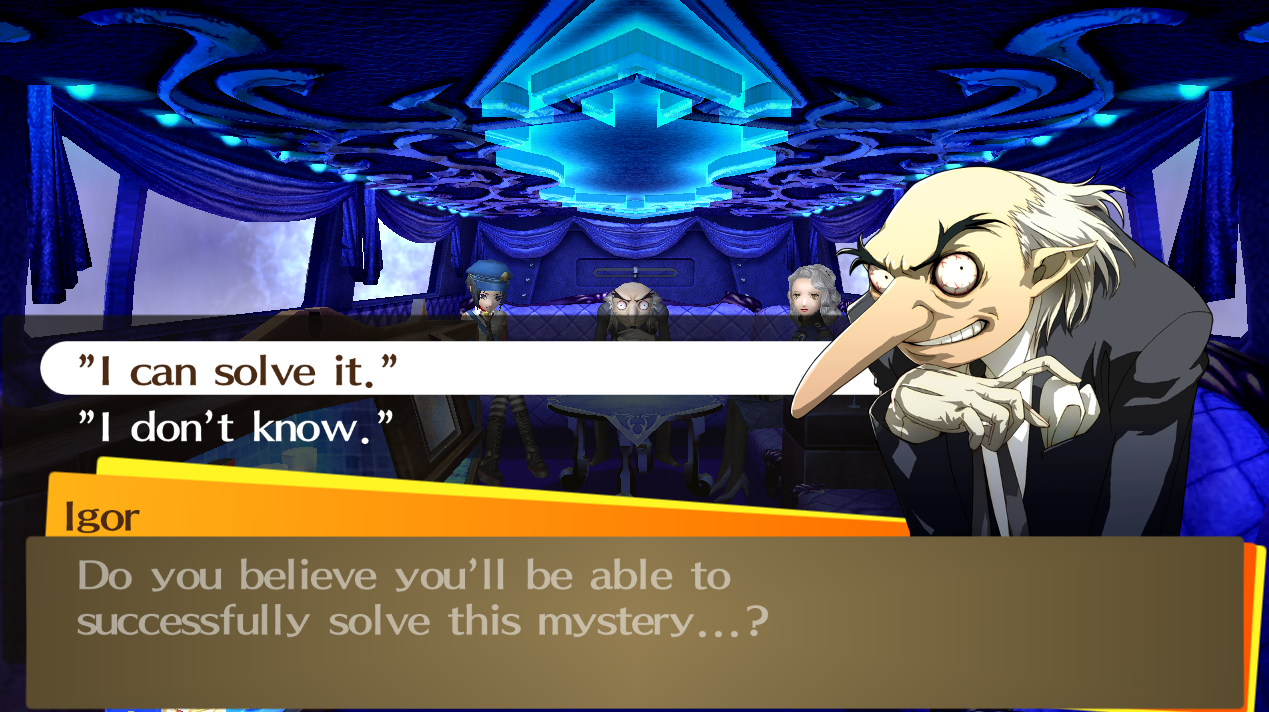 ”I can solve it.”
”I don’t know.”
Igor
Do you believe you’ll be able to
successfully solve this mystery...?